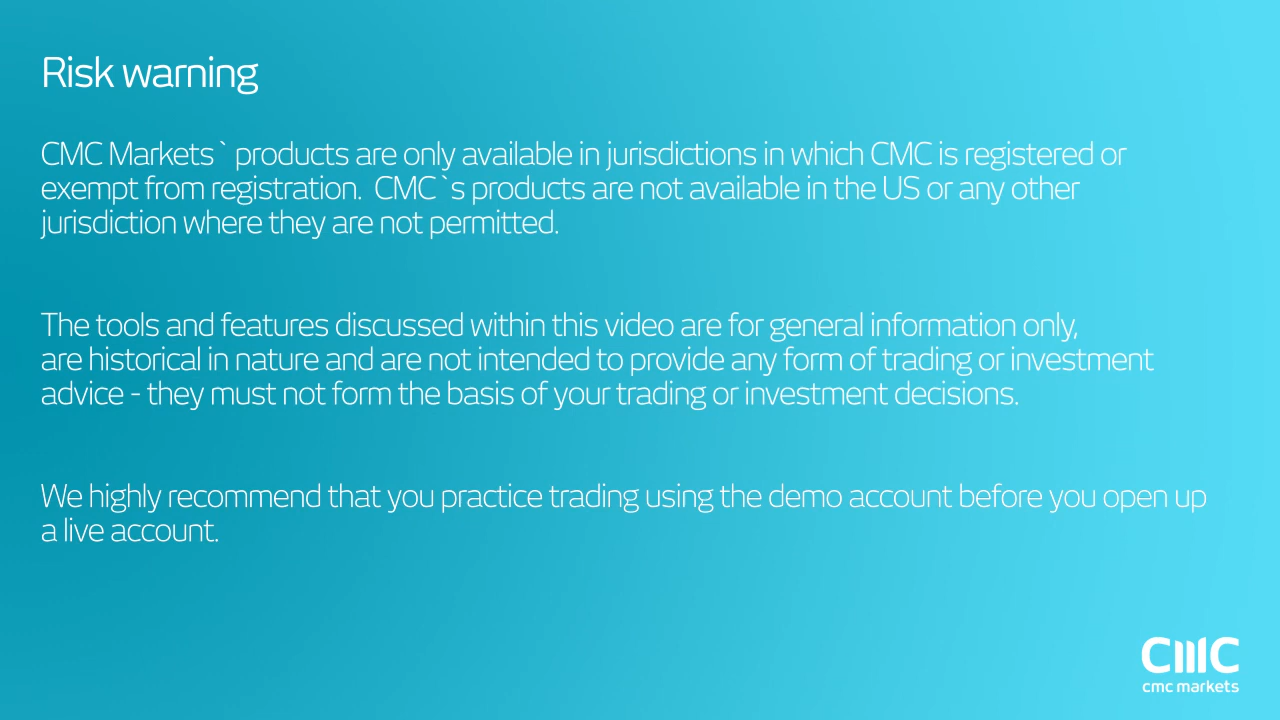 Risk warning
CMC Markets` products are only available in jurisdictions in which CMC is registered or
exempt from registration.  CMC`s products are not available in the US or any other
jurisdiction where they are not permitted.
The tools and features discussed within this video are for general information only,
are historical in nature and are not intended to provide any form of trading or investment
advice - they must not form the basis of your trading or investment decisions.
We highly recommend that you practice trading using the demo account before you open up
a live account.
CMC
cmc markets